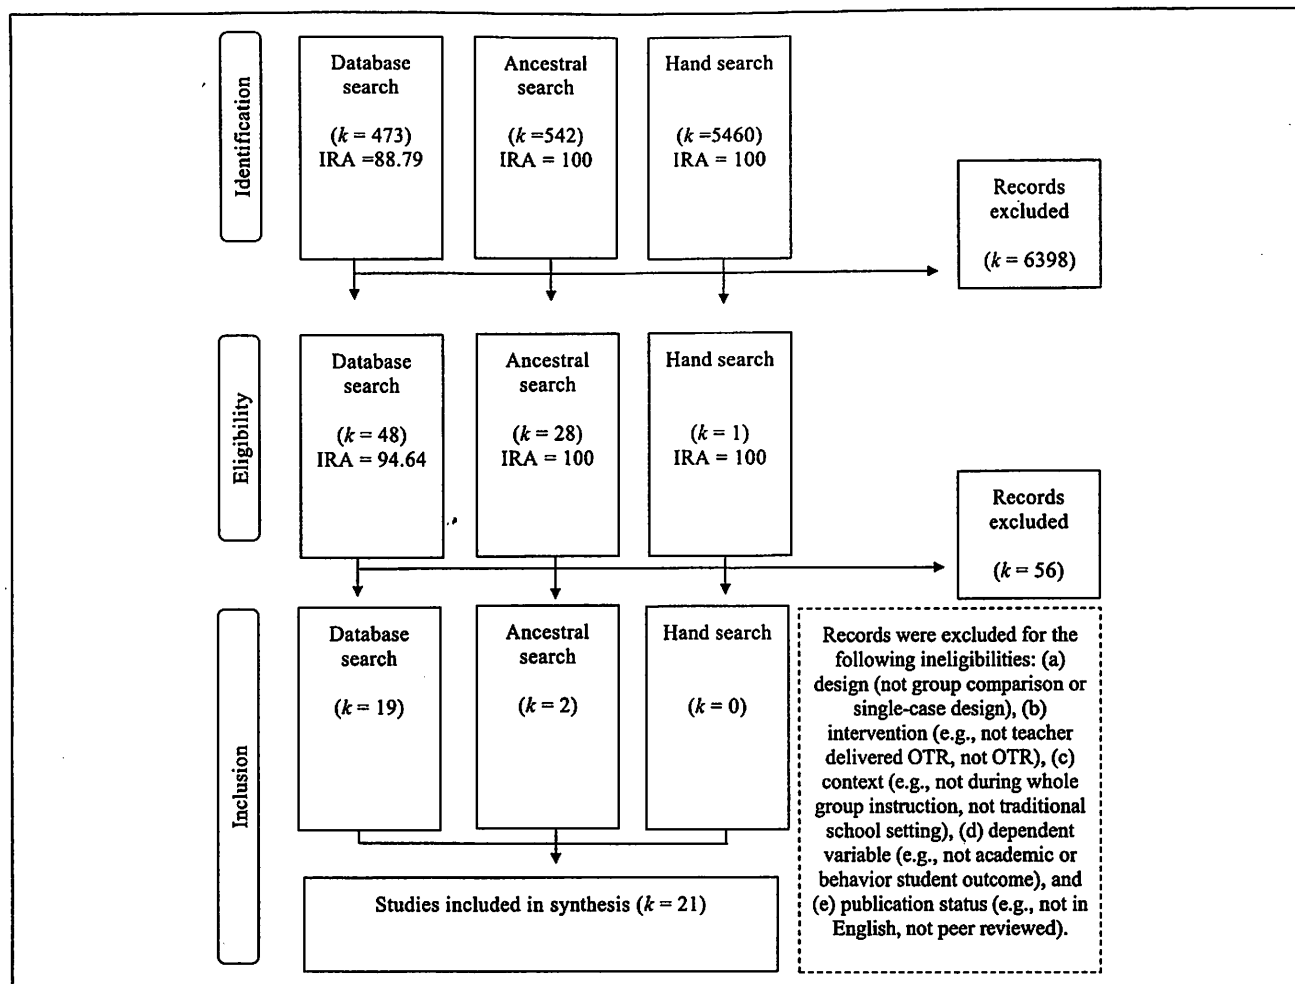 Identification
Database
search
(k = 473)
IRA =88.79
Ancestral
search
(k =542)
IRA = 100
Hand search
(k =5460)
IRA = 100
Records
excluded
(k = 6398)
Eligibility
Database
search
(k = 48)
IRA = 94.64
Ancestral
search
(k = 28)
IRA = 100
Hand search
(k = 1)
IRA = 100
Records
excluded
(k = 56)
Inclusion
Database
search
(k = 19)
Ancestral
search
(k = 2)
Hand search
(k = 0)
Records were excluded for the
following ineligibilities: (a)
design (not group comparison or
single-case design), (b)
intervention (e.g., not teacher
delivered OTR, not OTR), (c)
context (e.g., not during whole
group instruction, not traditional
school setting), (d) dependent
variable (e.g., not academic or
behavior student outcome), and
(e) publication status (e.g., not in
English, not peer reviewed).
Studies included in synthesis (k = 21)